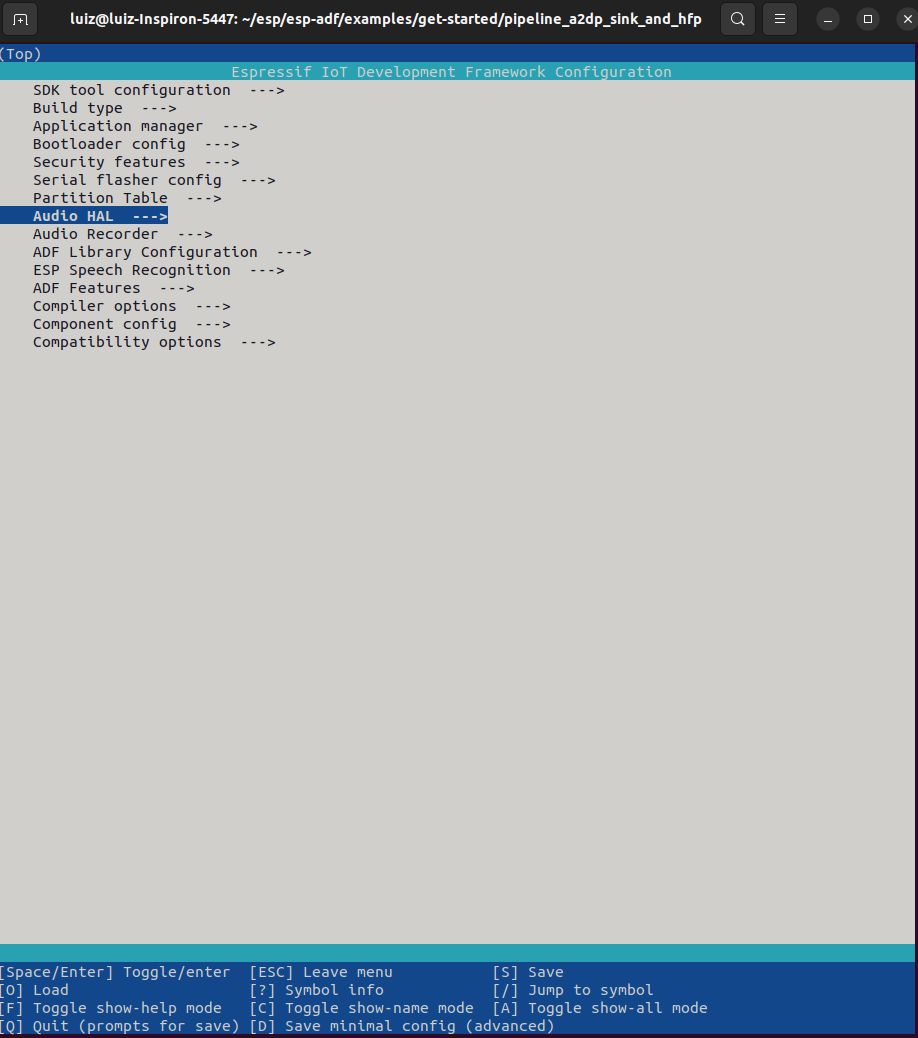 luiz@luiz-Inspiron-5447: ~/esp/esp-adf/examples/get-started/pipeline_a2dp_sink_and_hfp
(Top)
Espressif IoT Development Framework Configuration
SDK tool configuration  --->
Build type  --->
Application manager  --->
Bootloader config  --->
Security features  --->
Serial flasher config  --->
Partition Table  --->
Audio HAL  --->
Audio Recorder  --->
ADF Library Configuration  --->
ESP Speech Recognition  --->
ADF Features  --->
Compiler options  --->
Component config  --->
Compatibility options  --->
[Space/Enter] Toggle/enter  [ESC] Leave menu  [S] Save
[O] Load  [?] Symbol info  [/] Jump to symbol
[F] Toggle show-help mode  [C] Toggle show-name mode  [A] Toggle show-all mode
[Q] Quit (prompts for save)  [D] Save minimal config (advanced)